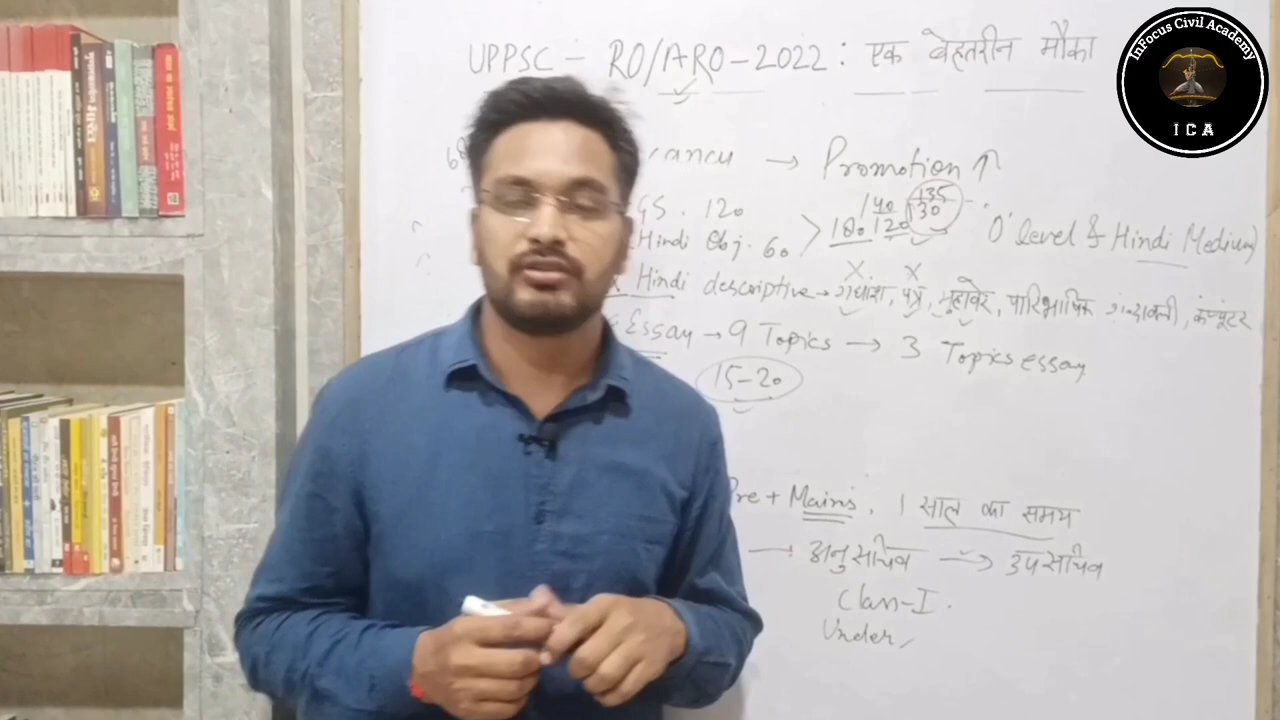 InFocus Civil Academy
ICA
UPPSC - RO/ARO-2022 : एक बेहतरीन मौका
→ Promotion ↑
GS . 120
140 135
Hindi Obj. 60 > 180 120 130
O' level & Hindi Medium)
Hindi descriptive → गद्यांश, पत्र, मुहावरे, पारिभाषिक शब्दावली, कंप्यूटर
Essay → 9 Topics → 3 Topics essay
15-20
Pre + Mains. 1 साल का समय
→ अनुसचिव → उपसचिव
Class-I.
Under